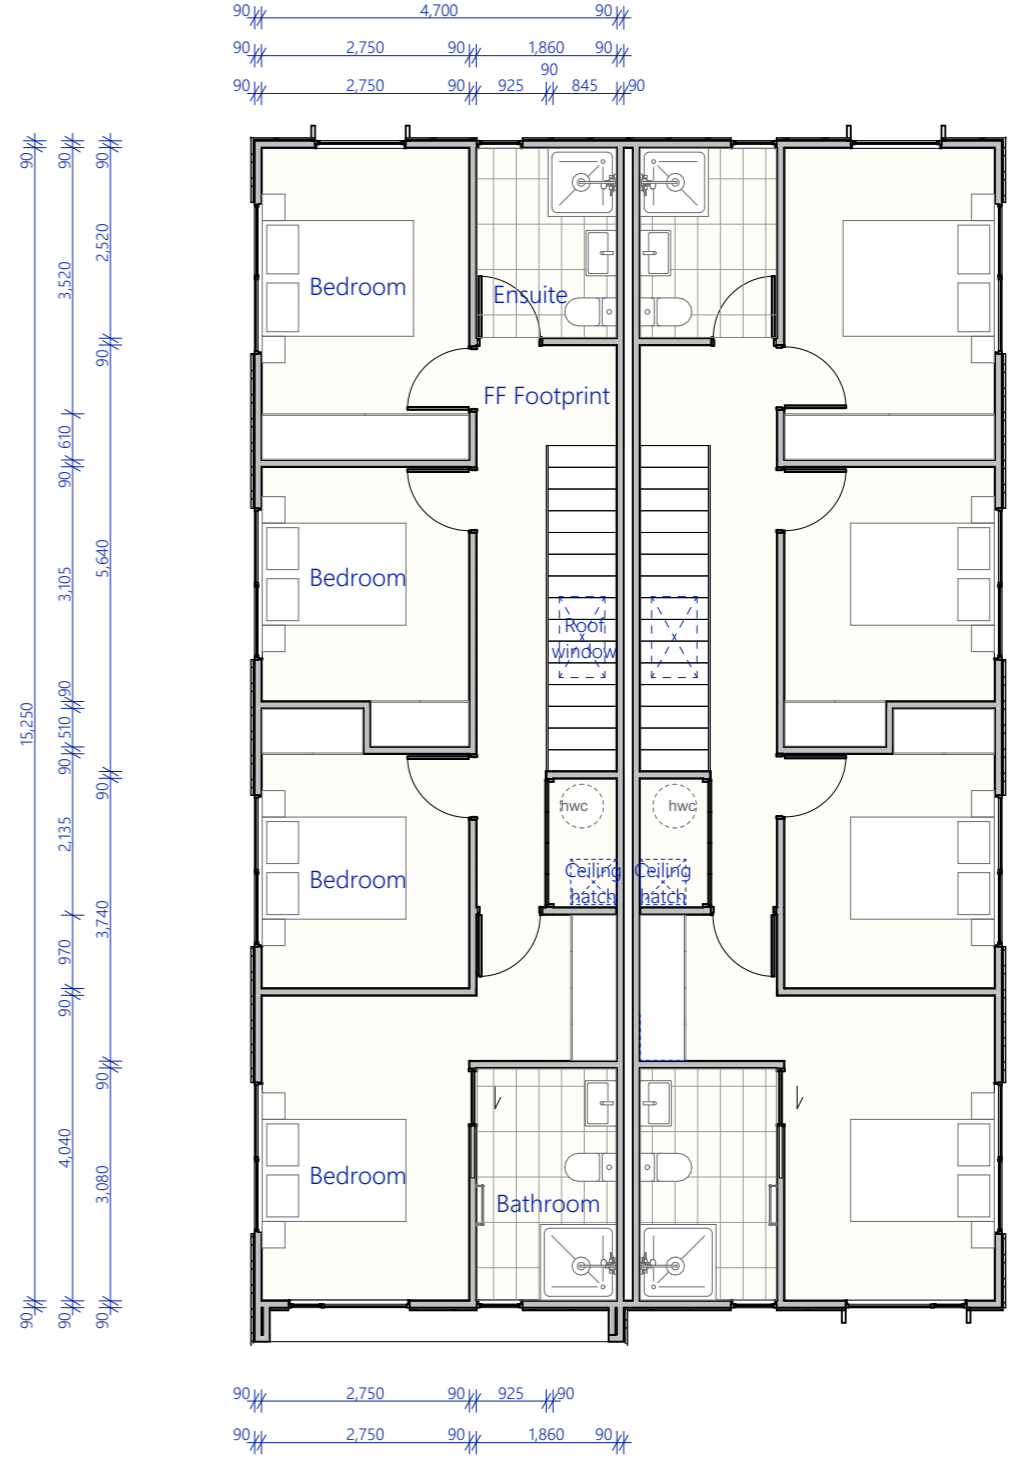 90 4,700 90
90 2,750 90 1,860 90
90
90 2,750 90 925 845 90
90 90 90
2,520
3,520
Bedroom
Ensuite
90
FF Footprint
610
90
5,640
3,105
Bedroom
Roof
window
90
15,250
510
90
90
hwc hwc
2,135
Ceiling Ceiling
hatch hatch
Bedroom
3,740
970
90
90
4,040
3,080
Bedroom
Bathroom
90 90 90
90 2,750 90 925 90
90 2,750 90 1,860 90